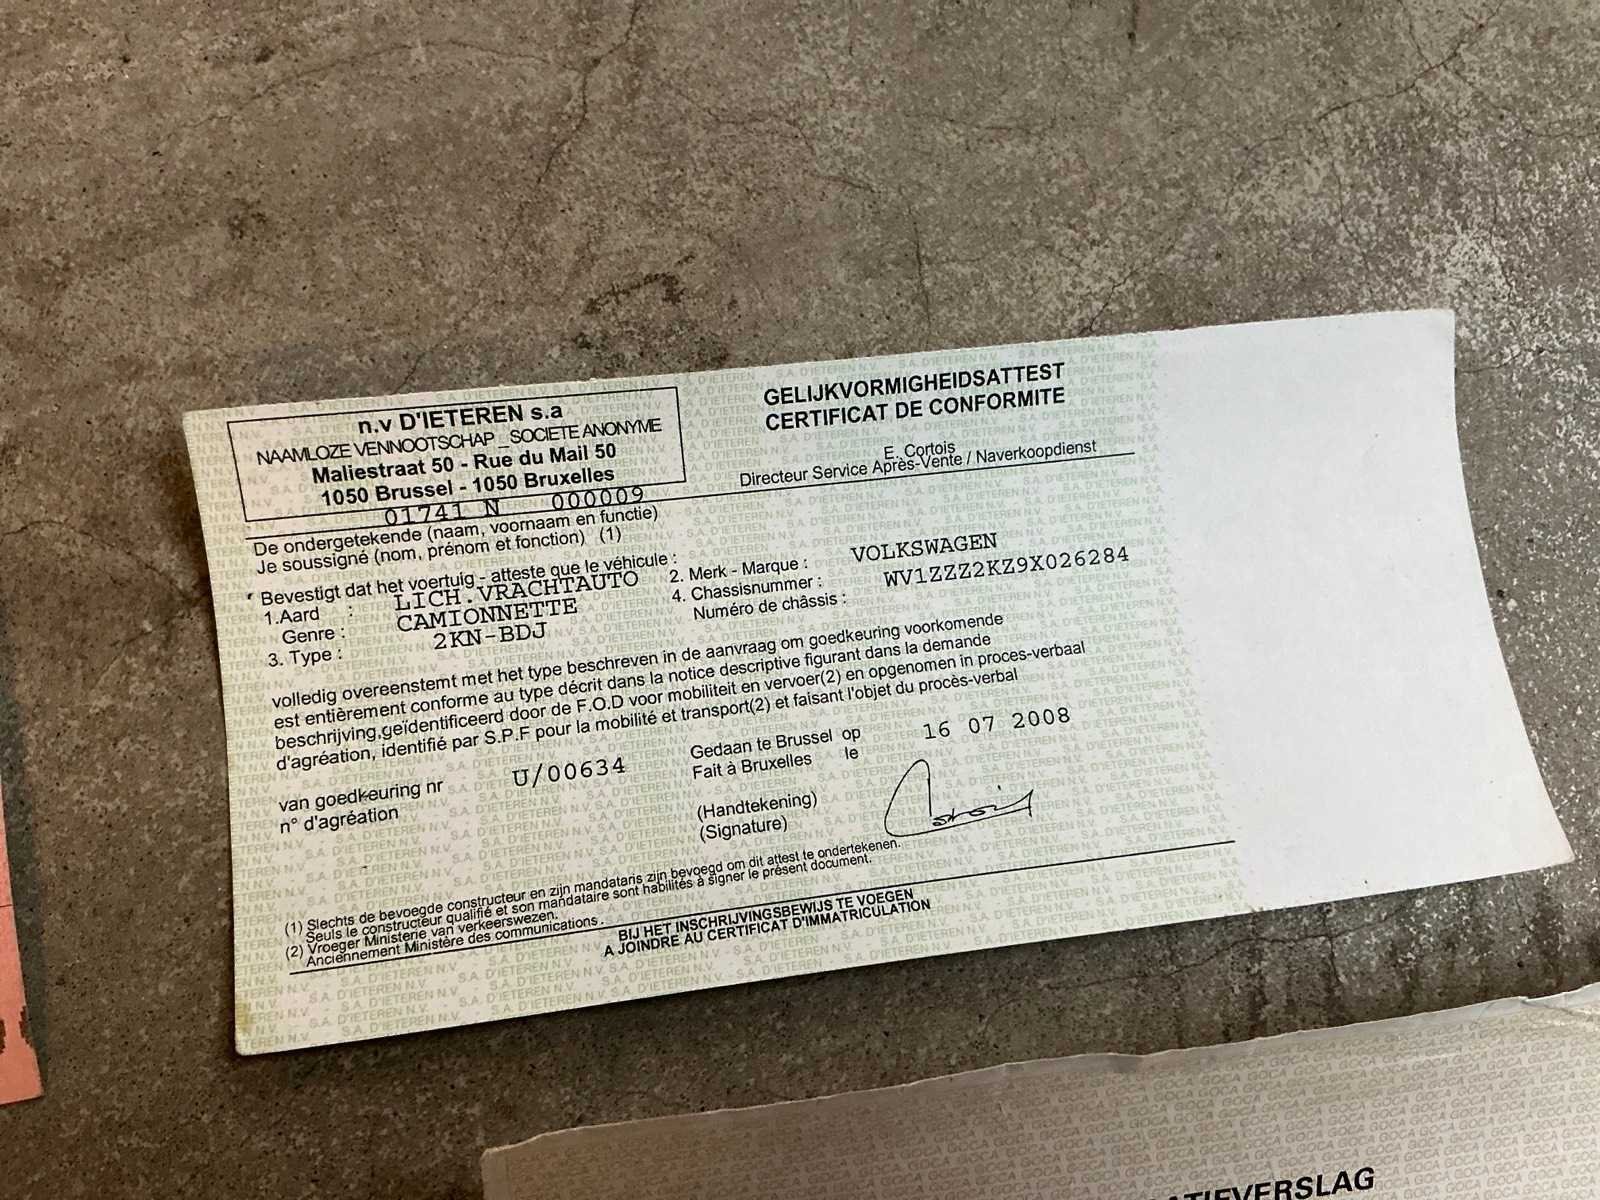 n.v D'IETEREN s.a
NAAMLOZE VENNOOTSCHAP _ SOCIETE ANONYME
Maliestraat 50 - Rue du Mail 50
1050 Brussel - 1050 Bruxelles
01741 N 000009
GELIJKVORMIGHEIDSATTEST
CERTIFICAT DE CONFORMITE
E. Cortois
Directeur Service Après-Vente / Naverkoopdienst
De ondergetekende (naam, voornaam en functie)
Je soussigné (nom, prénom et fonction) (1)
Bevestigt dat het voertuig - atteste que le véhicule :
1.Aard : LICH.VRACHTAUTO
Genre : CAMIONNETTE
3. Type : 2KN-BDJ
2. Merk - Marque : VOLKSWAGEN
4. Chassisnummer : WV1ZZZ2KZ9X026284
Numéro de châssis :
volledig overeenstemt met het type beschreven in de aanvraag om goedkeuring voorkomende
est entièrement conforme au type décrit dans la notice descriptive figurant dans la demande
beschrijving,geïdentificeerd door de F.O.D voor mobiliteit en vervoer(2) en opgenomen in proces-verbaal
d'agréation, identifié par S.P.F pour la mobilité et transport(2) et faisant l'objet du procès-verbal
van goedkeuring nr U/00634
n° d'agréation
Gedaan te Brussel op 16 07 2008
Fait à Bruxelles le
(Handtekening)
(Signature)
(1) Slechts de bevoegde constructeur en zijn mandataris zijn bevoegd om dit attest te ondertekenen.
Seuls le constructeur qualifié et son mandataire sont habilités à signer le présent document.
(2) Vroeger Ministerie van verkeerswezen.
Anciennement Ministère des communications .
BIJ HET INSCHRIJVINGSBEWIJS TE VOEGEN
A JOINDRE AU CERTIFICAT D'IMMATRICULATION